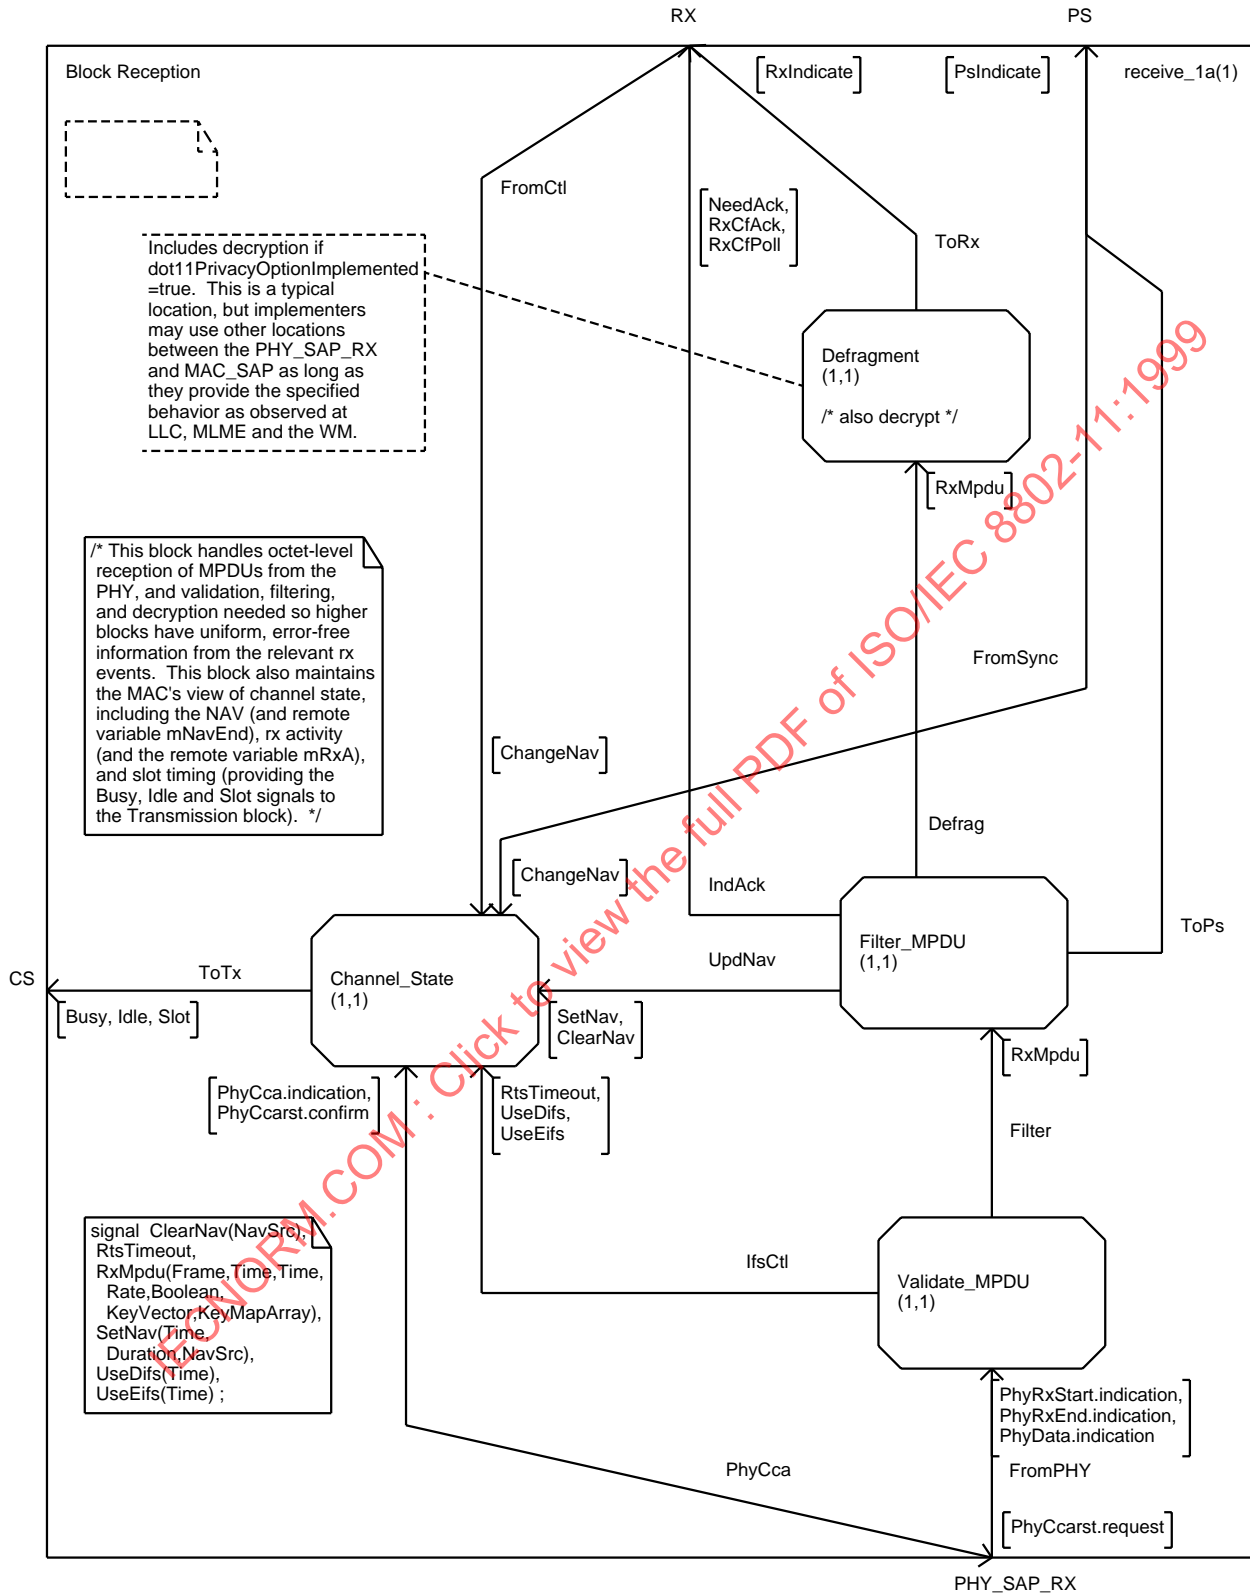 RX
PS
Block Reception
[RxIndicate]
[PsIndicate]
receive_1a(1)
FromCtl
NeedAck,
RxCfAck,
RxCfPoll
ToRx
Includes decryption if
dot11PrivacyOptionImplemented
=true. This is a typical
location, but implementers
may use other locations
between the PHY_SAP_RX
and MAC_SAP as long as
they provide the specified
behavior as observed at
LLC, MLME and the WM.
Defragment
(1,1)
/* also decrypt */
RxMpdu
/* This block handles octet-level
reception of MPDUs from the
PHY, and validation, filtering,
and decryption needed so higher
blocks have uniform, error-free
information from the relevant rx
events. This block also maintains
the MAC's view of channel state,
including the NAV (and remote
variable mNavEnd), rx activity
(and the remote variable mRxA),
and slot timing (providing the
Busy, Idle and Slot signals to
the Transmission block). */
FromSync
ChangeNav
Defrag
ChangeNav
IndAck
ToPs
Filter_MPDU
(1,1)
UpdNav
CS
ToTx
Channel_State
(1,1)
Busy, Idle, Slot
SetNav,
ClearNav
RxMpdu
PhyCca.indication,
PhyCcarst.confirm
RtsTimeout,
UseDifs,
UseEifs
Filter
signal ClearNav(NavSrc),
RtsTimeout,
RxMpdu(Frame,Time,Time,
Rate,Boolean,
KeyVector,KeyMapArray),
SetNav(Time,
Duration,NavSrc),
UseDifs(Time),
UseEifs(Time) ;
IfsCtl
Validate_MPDU
(1,1)
PhyRxStart.indication,
PhyRxEnd.indication,
PhyData.indication
PhyCca
FromPHY
PhyCcarst.request
PHY_SAP_RX
IECNORM.COM : Click to view the full PDF of ISO/IEC 8802-11:1999